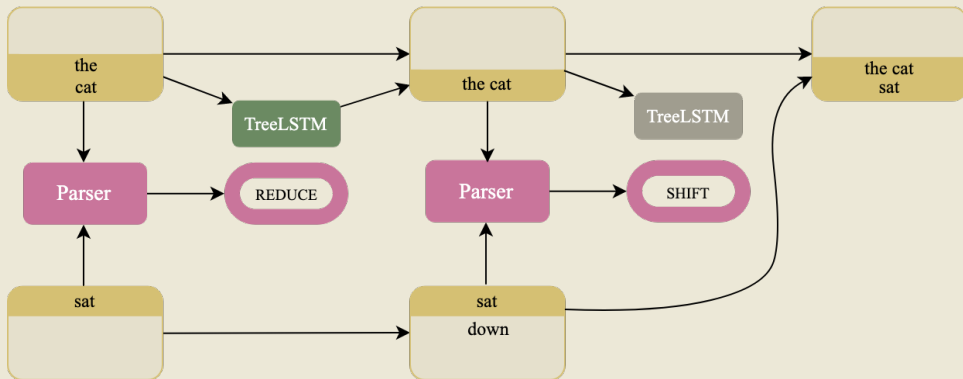 the
cat
the cat
the cat
sat
TreeLSTM
TreeLSTM
Parser
REDUCE
Parser
SHIFT
sat
sat
down